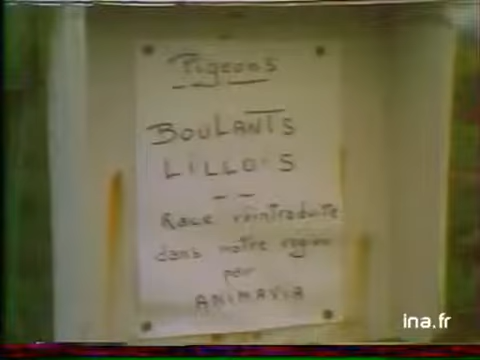 Pigeons
BOULANTS
LILLOIS
Race réintroduite
dans notre région
par
ANIMAVIA
ina.fr